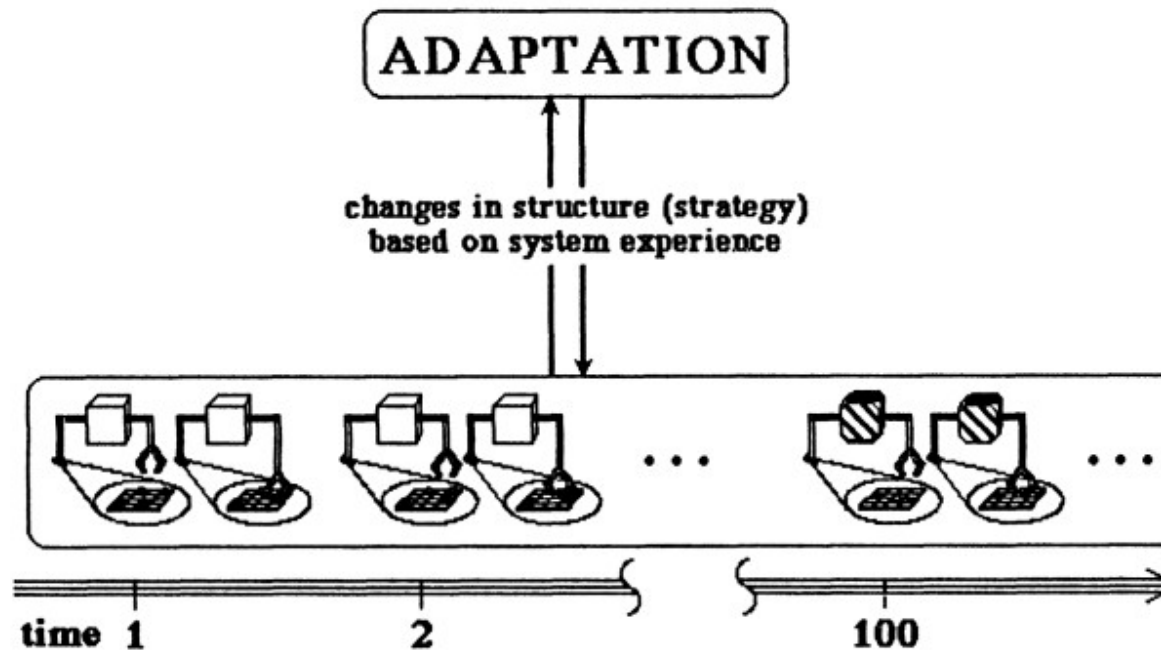 ADAPTATION
changes in structure (strategy)
based on system experience
• • •
• • •
time 1 2 100